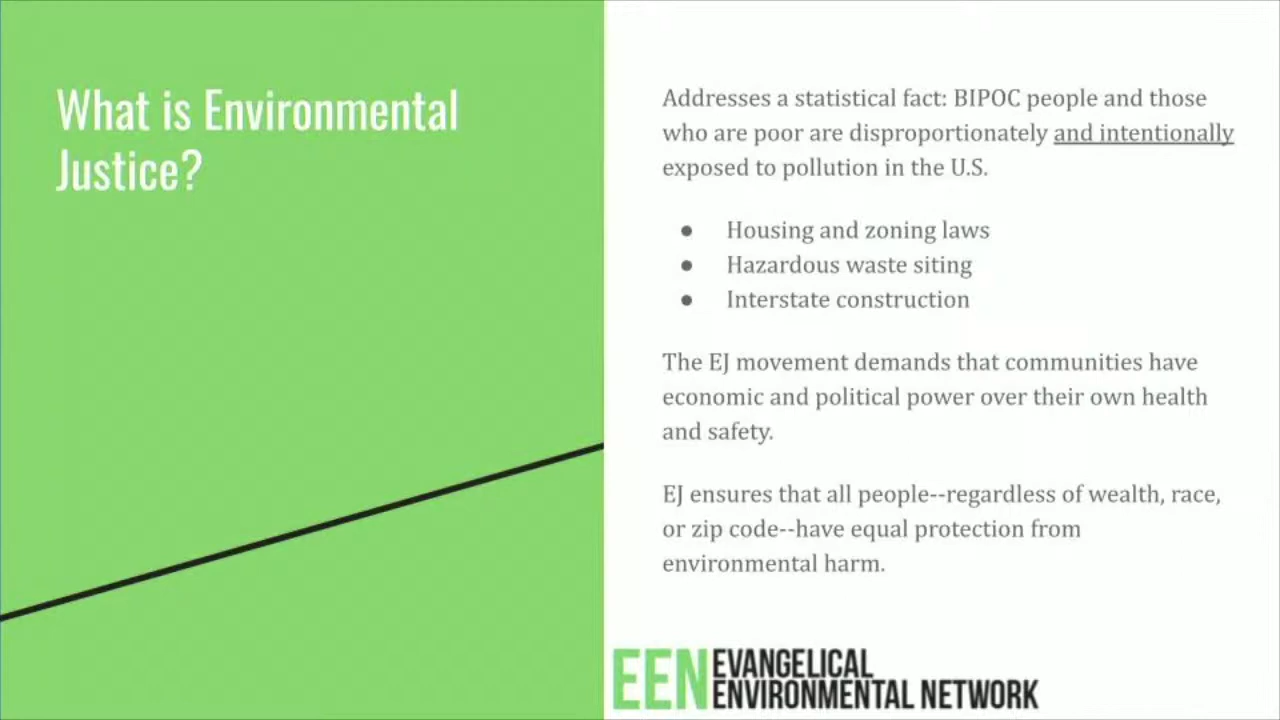 What is Environmental
Justice?
Addresses a statistical fact: BIPOC people and those
who are poor are disproportionately and intentionally
exposed to pollution in the U.S.
● Housing and zoning laws
● Hazardous waste siting
● Interstate construction
The EJ movement demands that communities have
economic and political power over their own health
and safety.
EJ ensures that all people--regardless of wealth, race,
or zip code--have equal protection from
environmental harm.
EEN EVANGELICAL
ENVIRONMENTAL NETWORK